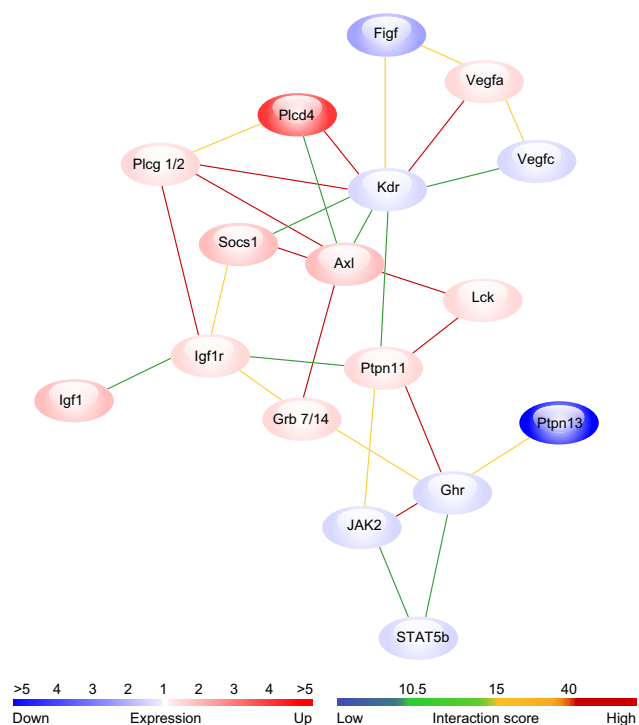 Figf
Vegfa
Plcd4
Plcg 1/2
Vegfc
Kdr
Socs1
Axl
Lck
Igf1r
Ptpn11
Igf1
Grb 7/14
Ptpn13
Ghr
JAK2
STAT5b
>5 4 3 2 1 2 3 4 >5 10.5 15 40
Down Expression Up Low Interaction score High